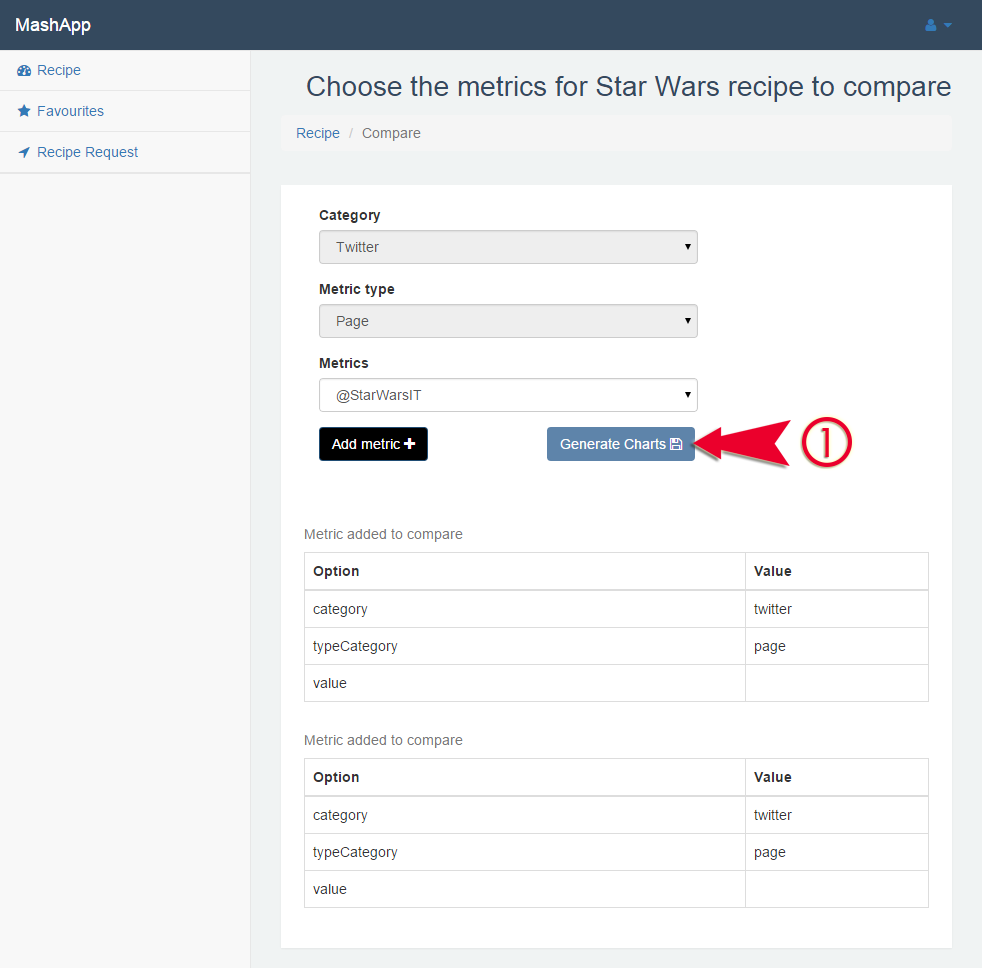 MashApp
Recipe
Favourites
Recipe Request
Choose the metrics for Star Wars recipe to compare
Recipe / Compare
Category
Twitter
Metric type
Page
Metrics
@StarWarsIT
Add metric
Generate Charts
1
Metric added to compare
Option Value
category twitter
typeCategory page
value
Metric added to compare
Option Value
category twitter
typeCategory page
value